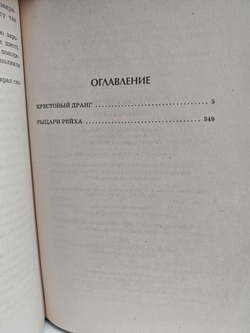 ОГЛАВЛЕНИЕ
КРЕСТОВЫЙ ДРАНГ ........ 5
РЫЦАРИ РЕЙХА ........ 349